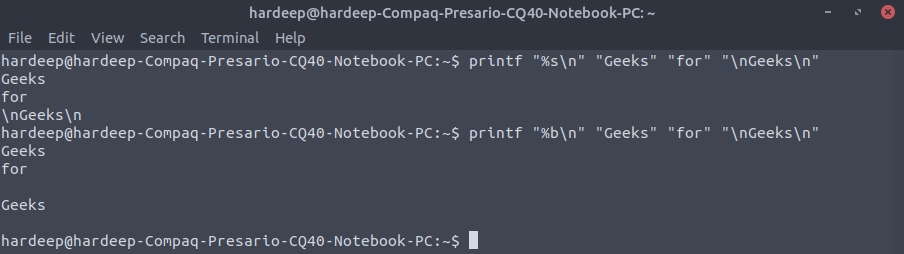 hardeep@hardeep-Compaq-Presario-CQ40-Notebook-PC: ~
File Edit View Search Terminal Help
hardeep@hardeep-Compaq-Presario-CQ40-Notebook-PC:~$ printf "%s\n" "Geeks" "for" "\nGeeks\n"
Geeks
for
\nGeeks\n
hardeep@hardeep-Compaq-Presario-CQ40-Notebook-PC:~$ printf "%b\n" "Geeks" "for" "\nGeeks\n"
Geeks
for

Geeks

hardeep@hardeep-Compaq-Presario-CQ40-Notebook-PC:~$